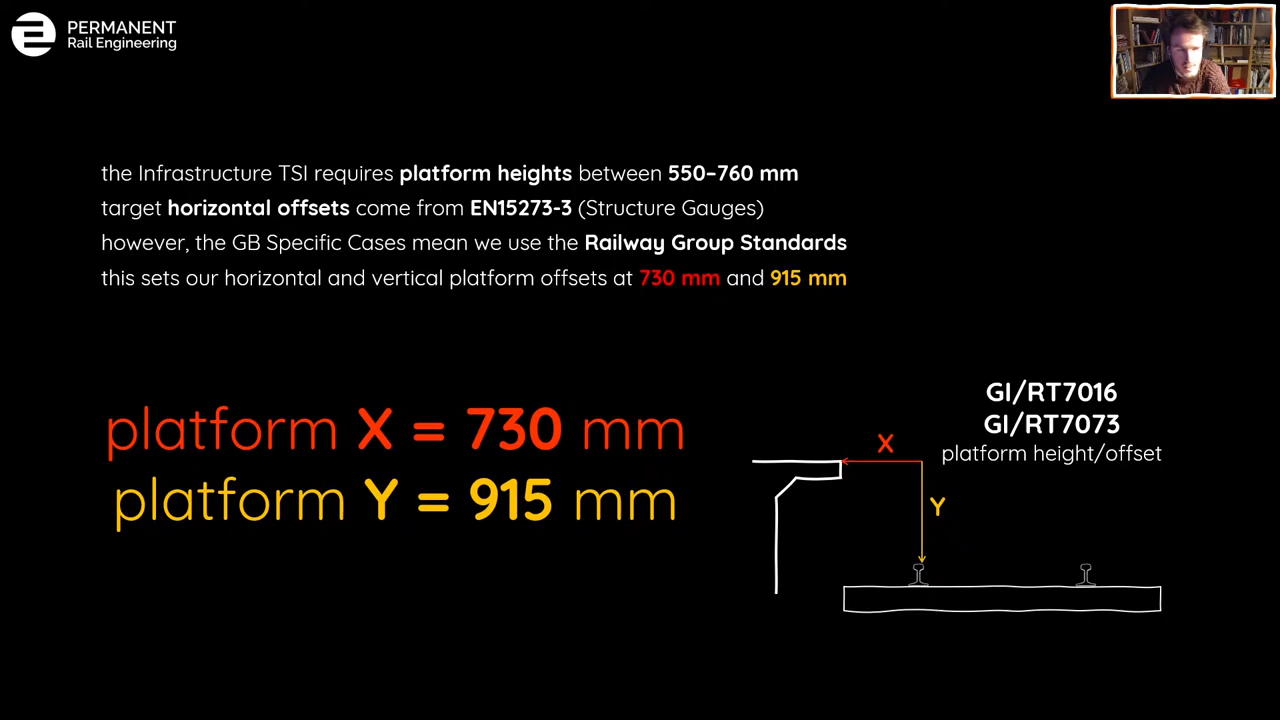 PERMANENT
Rail Engineering
the Infrastructure TSI requires platform heights between 550–760 mm
target horizontal offsets come from EN15273-3 (Structure Gauges)
however, the GB Specific Cases mean we use the Railway Group Standards
this sets our horizontal and vertical platform offsets at 730 mm and 915 mm
platform X = 730 mm
platform Y = 915 mm
GI/RT7016
GI/RT7073
platform height/offset
X
Y